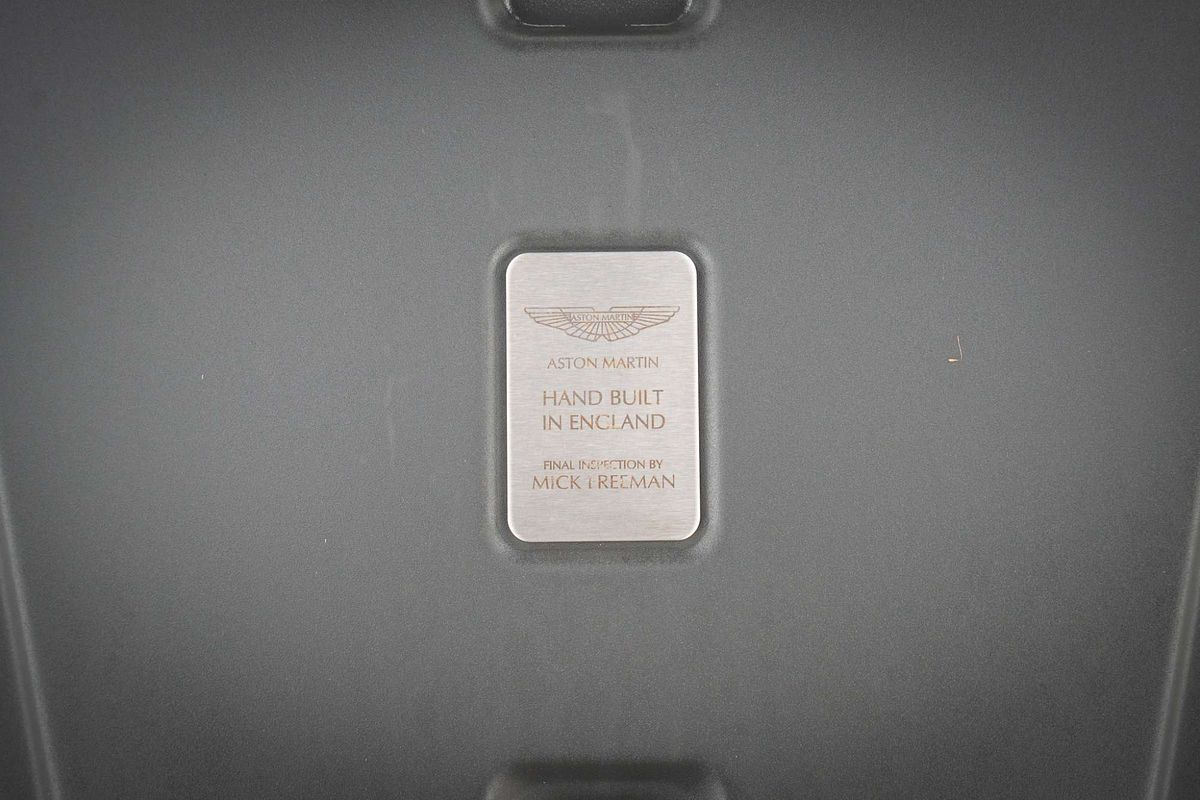 ASTON MARTIN
ASTON MARTIN
HAND BUILT
IN ENGLAND
FINAL INSPECTION BY
MICK FREEMAN